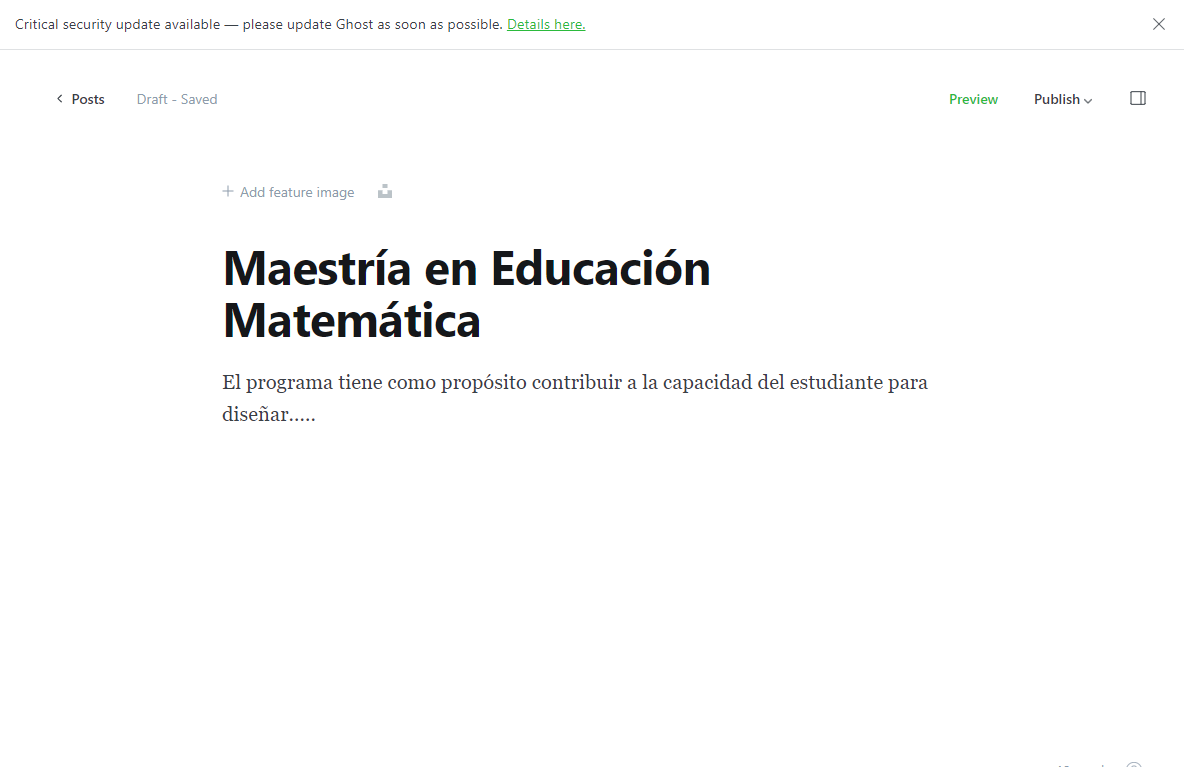 Critical security update available — please update Ghost as soon as possible. Details here.
Posts
Draft - Saved
Preview
Publish
Add feature image
Maestría en Educación
Matemática
El programa tiene como propósito contribuir a la capacidad del estudiante para
diseñar.....